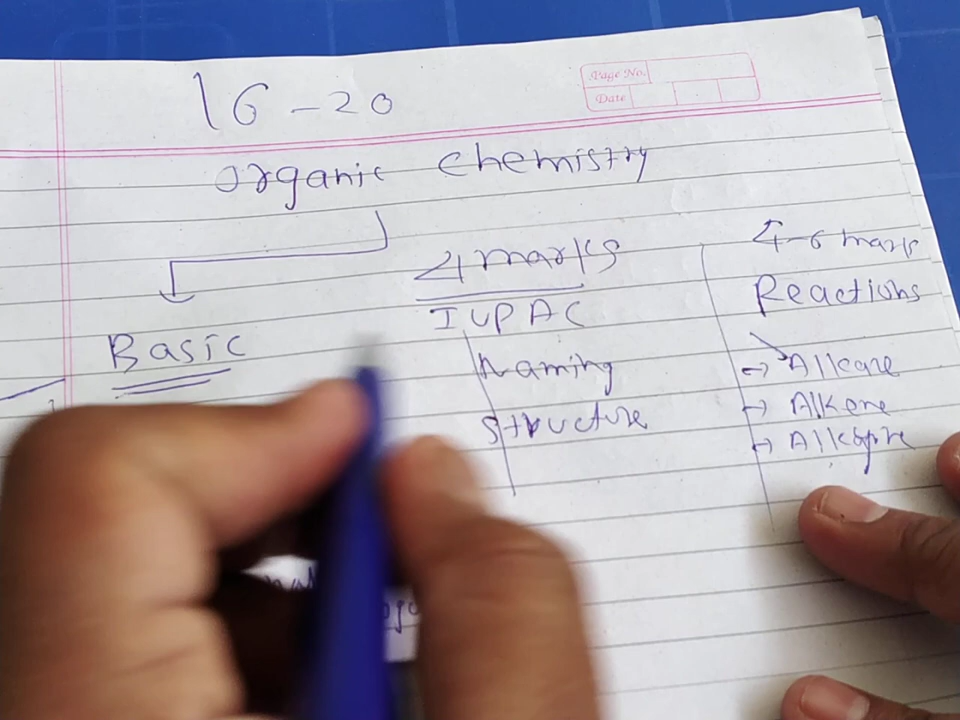 Page No.
Date
16-20
organic chemistry
Basic
4 marks
IUPAC
Naming
Structure
4-6 marks
Reactions
→ Alkane
→ Alkene
→ Alkyne